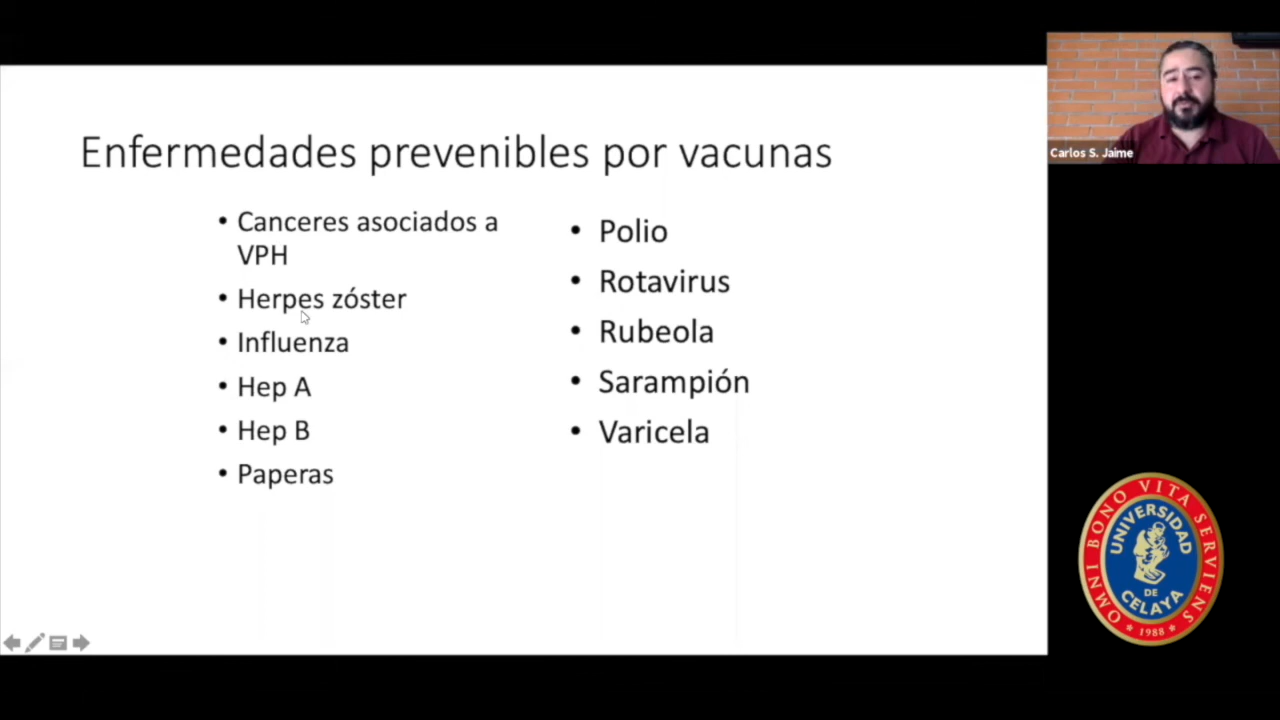 Enfermedades prevenibles por vacunas
• Canceres asociados a
VPH
• Herpes zóster
• Influenza
• Hep A
• Hep B
• Paperas
• Polio
• Rotavirus
• Rubeola
• Sarampión
• Varicela
Carlos S. Jaime
OMNI BONO VITA SERVIENS
UNIVERSIDAD
DE
CELAYA
* 1988 *